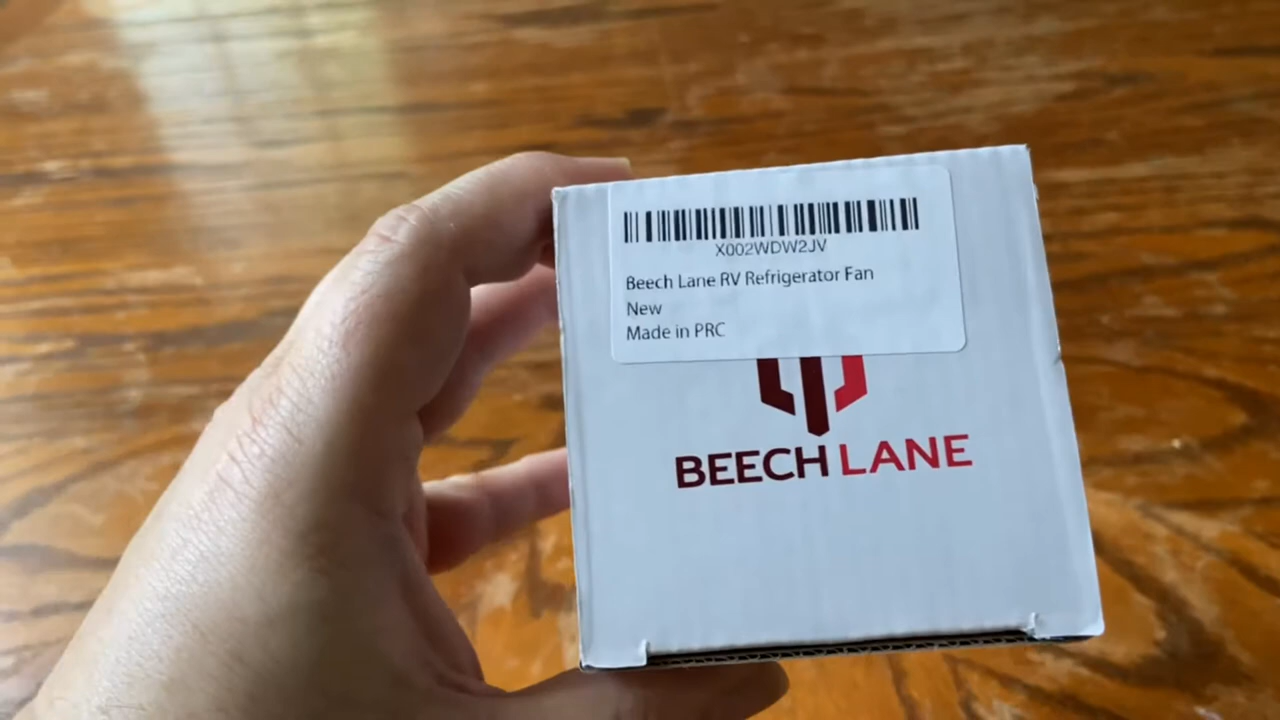 X002WDW2JV
Beech Lane RV Refrigerator Fan
New
Made in PRC
BEECH LANE